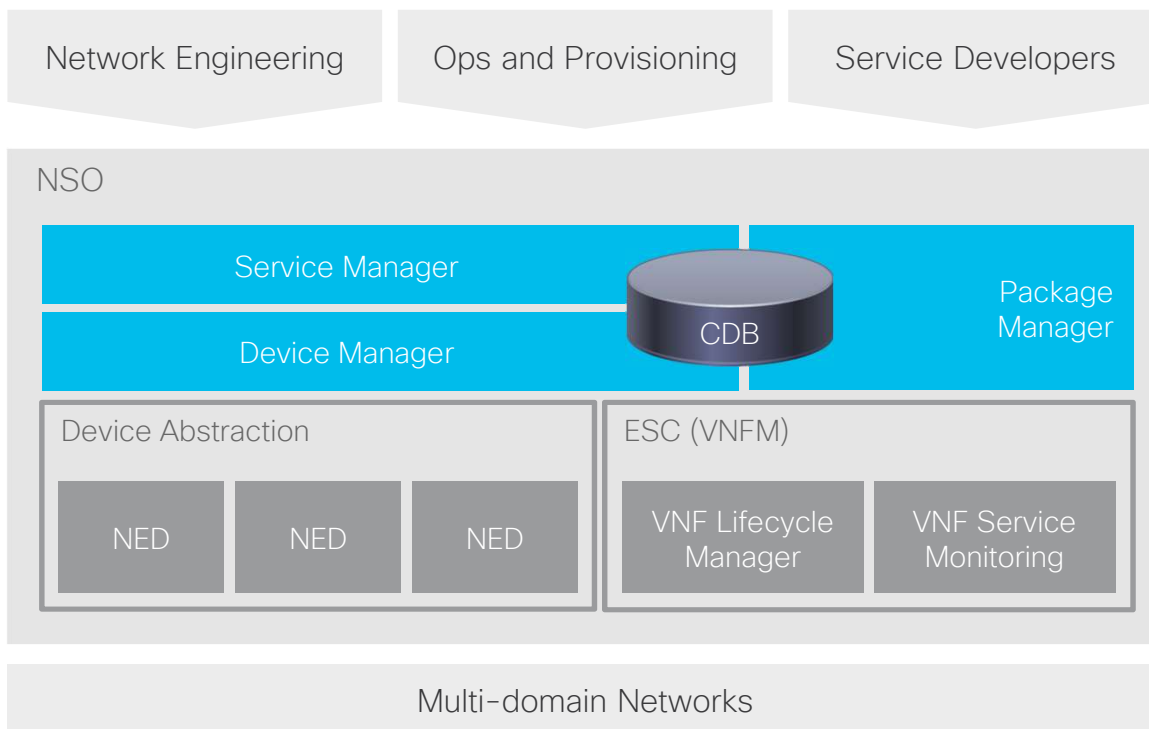 Network Engineering
Ops and Provisioning
Service Developers
NSO
Service Manager
Device Manager
CDB
Package
Manager
Device Abstraction
NED
NED
NED
ESC (VNFM)
VNF Lifecycle
Manager
VNF Service
Monitoring
Multi-domain Networks